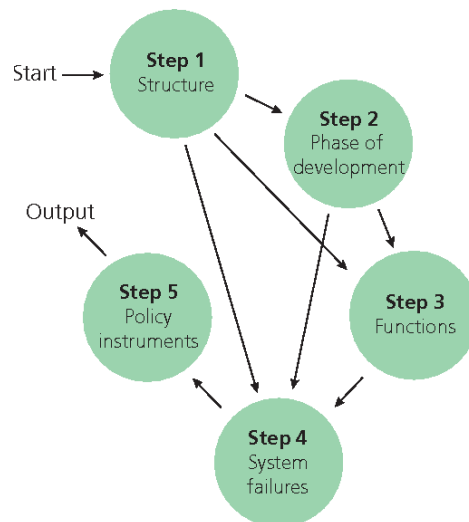 Start
Step 1
Structure
Step 2
Phase of
development
Step 3
Functions
Step 4
System
failures
Step 5
Policy
instruments
Output